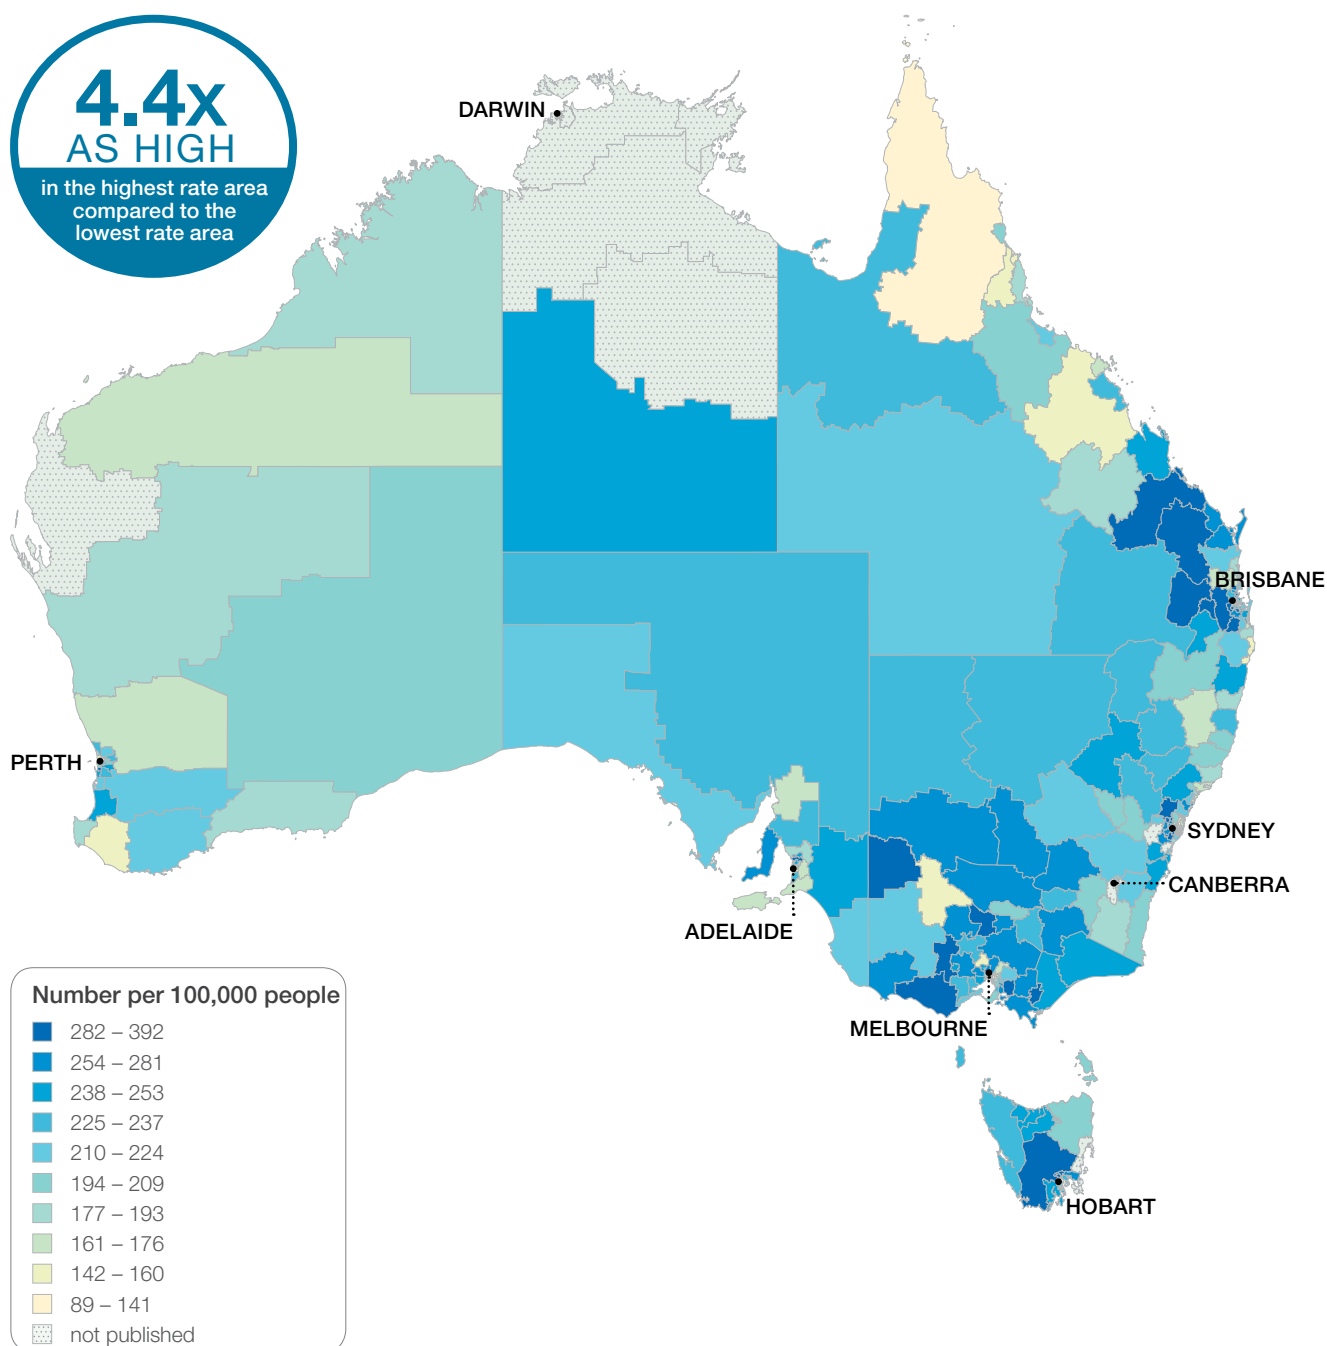 4.4x
AS HIGH
in the highest rate area
compared to the
lowest rate area
DARWIN
BRISBANE
PERTH
SYDNEY
CANBERRA
ADELAIDE
MELBOURNE
HOBART
Number per 100,000 people
282 – 392
254 – 281
238 – 253
225 – 237
210 – 224
194 – 209
177 – 193
161 – 176
142 – 160
89 – 141
not published